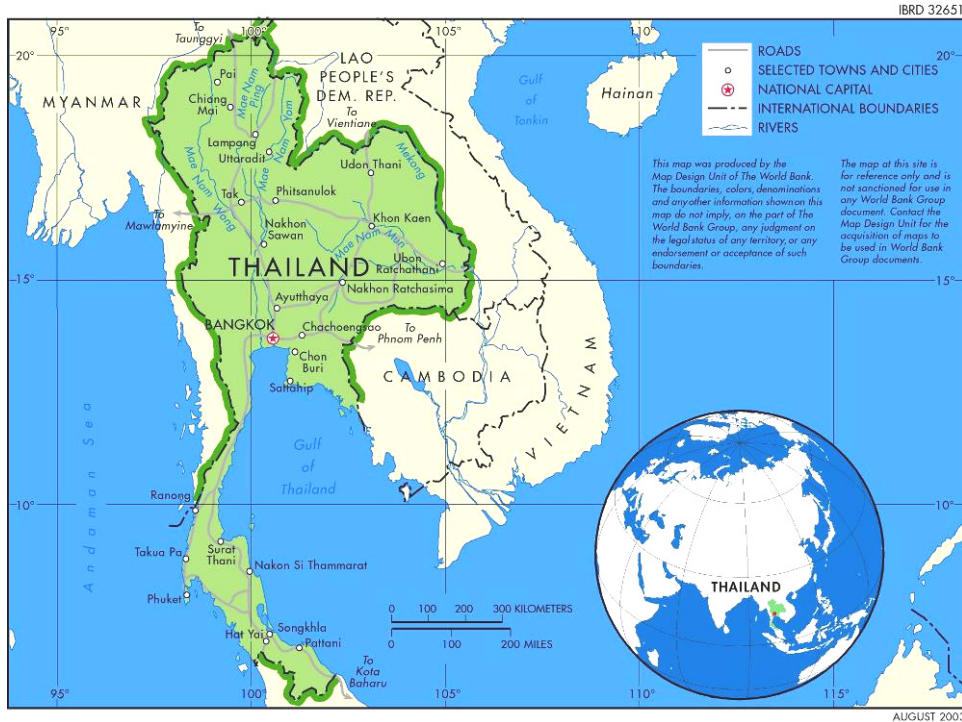 IBRD 32651
95°
100°
105°
110°
115°
To
Taunggyi
20°
20°
LAO
PEOPLE'S
DEM. REP.
MYANMAR
Pai
Chiang
Mai
Mae Nam
Ping
Mae Nam Yom
To
Vientiane
Gulf
of
Tonkin
Hainan
ROADS
SELECTED TOWNS AND CITIES
NATIONAL CAPITAL
INTERNATIONAL BOUNDARIES
RIVERS
Lampang
Uttaradit
Udon Thani
Mekong
Mae Nam Wong
Tak
Phitsanulok
To
Mawlamyine
Nakhon
Sawan
Khon Kaen
Mae Nam Mun
Ubon
Ratchathani
THAILAND
15°
15°
Nakhon Ratchasima
Ayutthaya
BANGKOK
Chachoengsao
To
Phnom Penh
Chon
Buri
Sattahip
CAMBODIA
VIETNAM
This map was produced by the
Map Design Unit of The World Bank.
The boundaries, colors, denominations
and any other information shown on
this map do not imply, on the part of
The World Bank Group, any judgment
on the legal status of any territory, or any
endorsement or acceptance of such
boundaries.
The map at this site is
for reference only and is
not sanctioned for use in
any World Bank Group
document. Contact the
Map Design Unit for the
acquisition of maps to
be used in World Bank
Group documents.
Andaman Sea
Gulf
of
Thailand
Ranong
10°
10°
Takua Pa
Surat
Thani
Nakon Si Thammarat
Phuket
Hat Yai
Songkhla
Pattani
To
Kota
Baharu
0 100 200 300 KILOMETERS
0 100 200 MILES
THAILAND
95°
100°
105°
110°
115°
AUGUST 2003